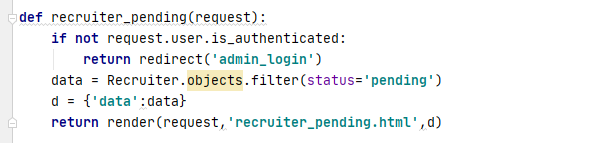 def recruiter_pending(request):
    if not request.user.is_authenticated:
        return redirect('admin_login')
    data = Recruiter.objects.filter(status='pending')
    d = {'data':data}
    return render(request,'recruiter_pending.html',d)